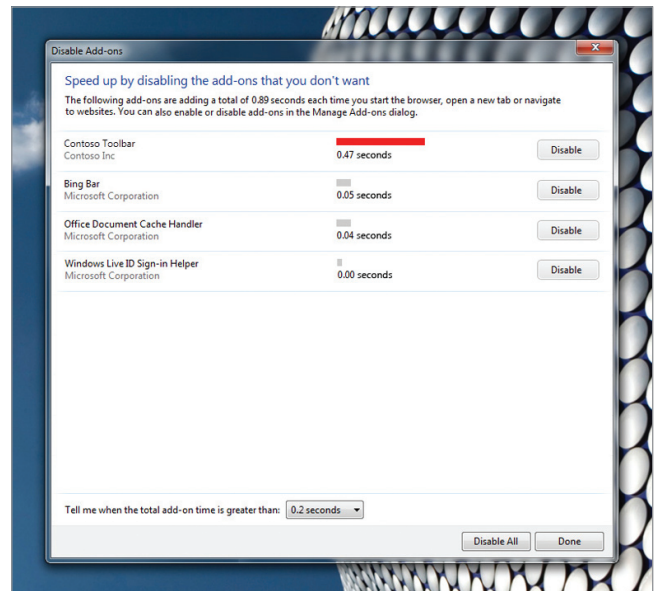 Disable Add-ons
Speed up by disabling the add-ons that you don't want
The following add-ons are adding a total of 0.89 seconds each time you start the browser, open a new tab or navigate
to websites. You can also enable or disable add-ons in the Manage Add-ons dialog.
Contoso Toolbar
Contoso Inc
0.47 seconds
Disable
Bing Bar
Microsoft Corporation
0.05 seconds
Disable
Office Document Cache Handler
Microsoft Corporation
0.04 seconds
Disable
Windows Live ID Sign-in Helper
Microsoft Corporation
0.00 seconds
Disable
Tell me when the total add-on time is greater than: 0.2 seconds
Disable All Done